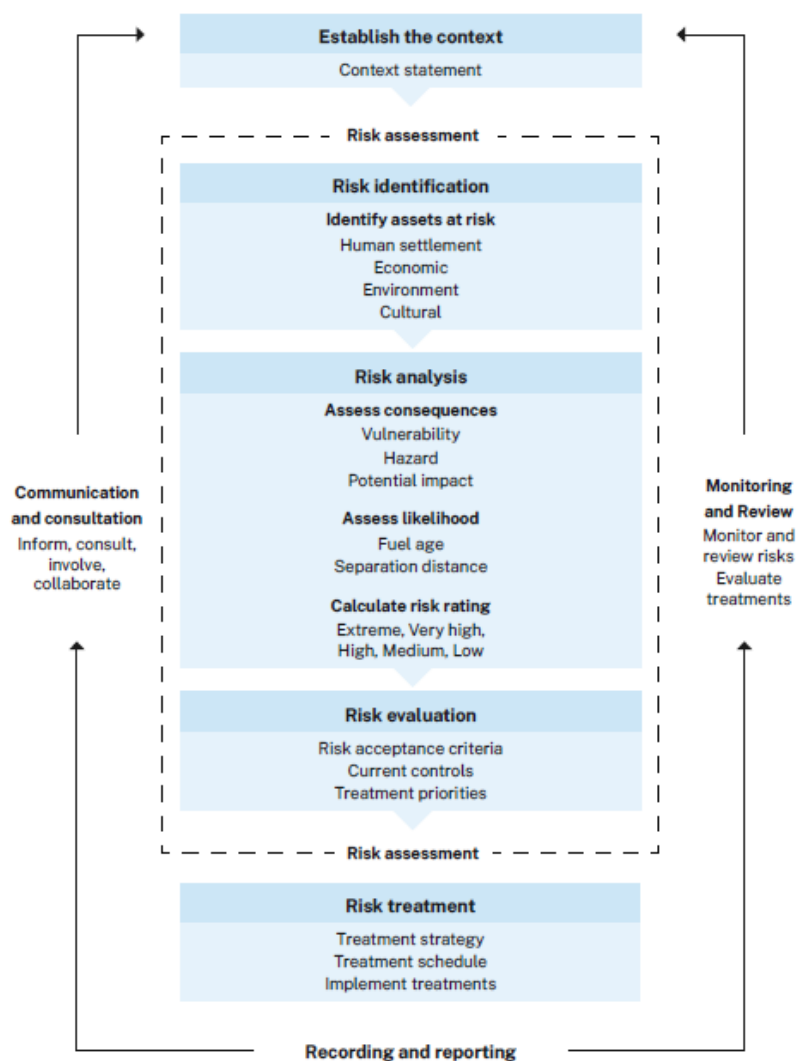 Establish the context
Context statement
Risk assessment
Risk identification
Identify assets at risk
Human settlement
Economic
Environment
Cultural
Risk analysis
Assess consequences
Vulnerability
Hazard
Potential impact
Assess likelihood
Fuel age
Separation distance
Calculate risk rating
Extreme, Very high,
High, Medium, Low
Risk evaluation
Risk acceptance criteria
Current controls
Treatment priorities
Risk assessment
Risk treatment
Treatment strategy
Treatment schedule
Implement treatments
Communication
and consultation
Inform, consult,
involve,
collaborate
Monitoring
and Review
Monitor and
review risks
Evaluate
treatments
Recording and reporting